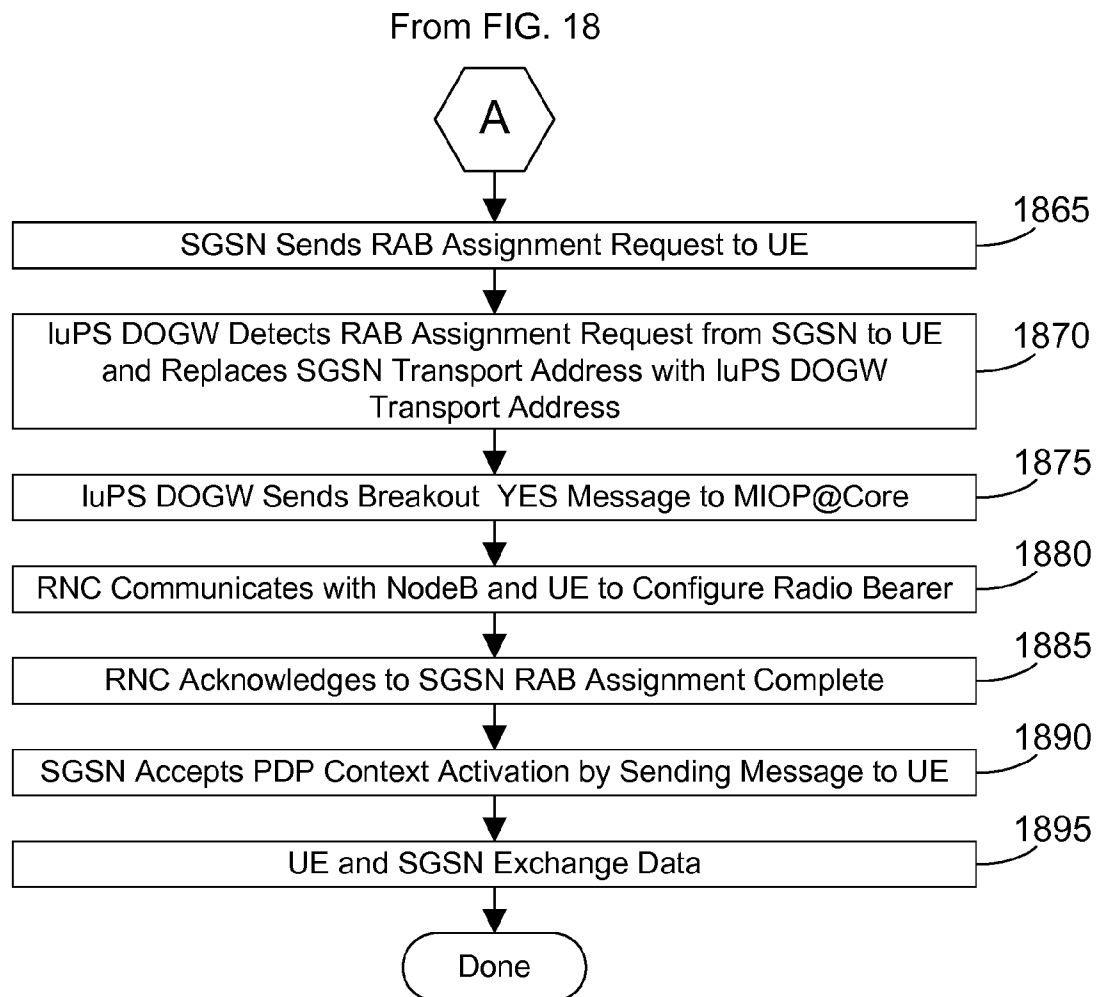 From FIG. 18
A
1865
SGSN Sends RAB Assignment Request to UE
1870
IuPS DOGW Detects RAB Assignment Request from SGSN to UE
and Replaces SGSN Transport Address with IuPS DOGW
Transport Address
1875
IuPS DOGW Sends Breakout YES Message to MIOP@Core
1880
RNC Communicates with NodeB and UE to Configure Radio Bearer
1885
RNC Acknowledges to SGSN RAB Assignment Complete
1890
SGSN Accepts PDP Context Activation by Sending Message to UE
1895
UE and SGSN Exchange Data
Done